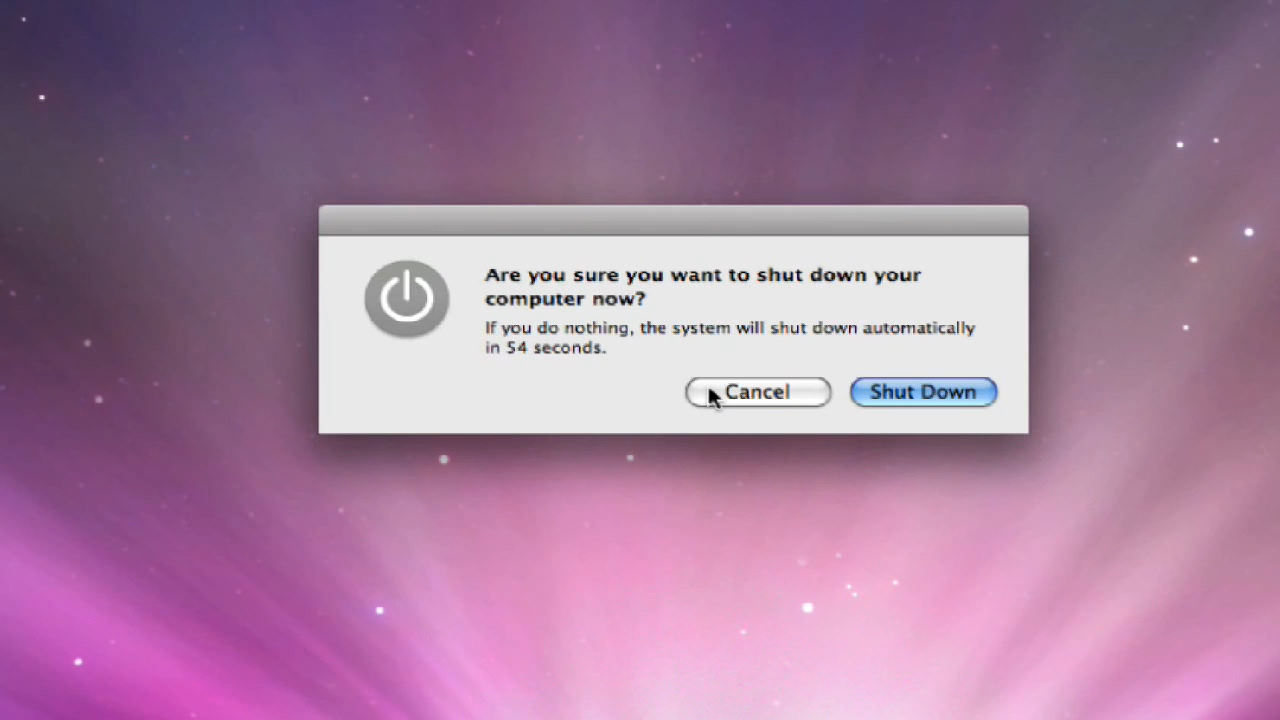 Are you sure you want to shut down your
computer now?
If you do nothing, the system will shut down automatically
in 54 seconds.
Cancel Shut Down